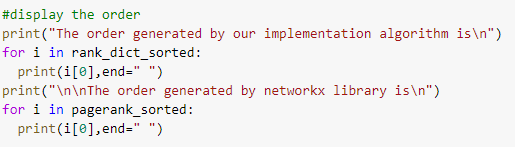 #display the order
print("The order generated by our implementation algorithm is\n")
for i in rank_dict_sorted:
  print(i[0],end=" ")
print("\n\nThe order generated by networkx library is\n")
for i in pagerank_sorted:
  print(i[0],end=" ")